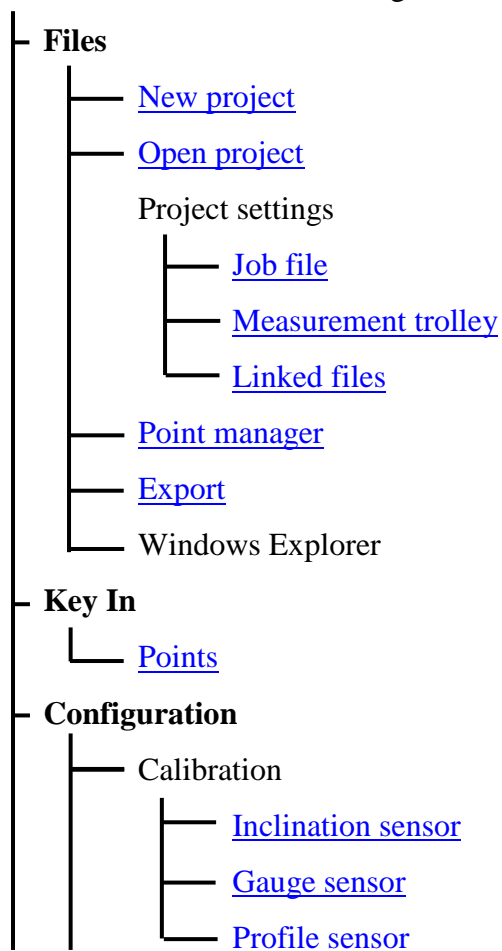 Files
New project
Open project
Project settings
Job file
Measurement trolley
Linked files
Point manager
Export
Windows Explorer
Key In
Points
Configuration
Calibration
Inclination sensor
Gauge sensor
Profile sensor